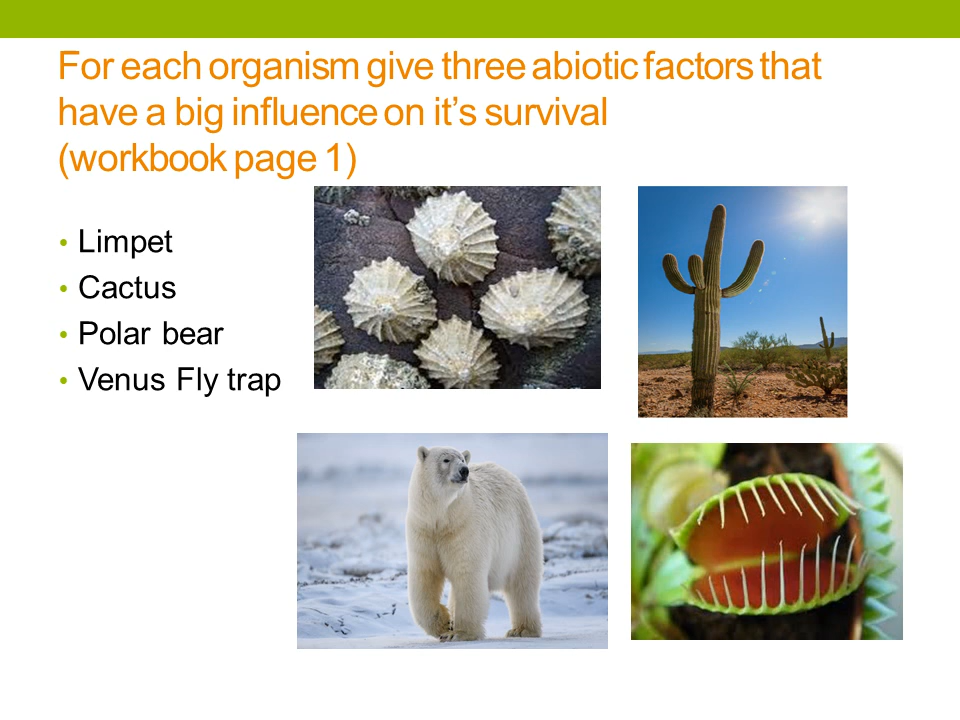 For each organism give three abiotic factors that
have a big influence on it’s survival
(workbook page 1)
• Limpet
• Cactus
• Polar bear
• Venus Fly trap